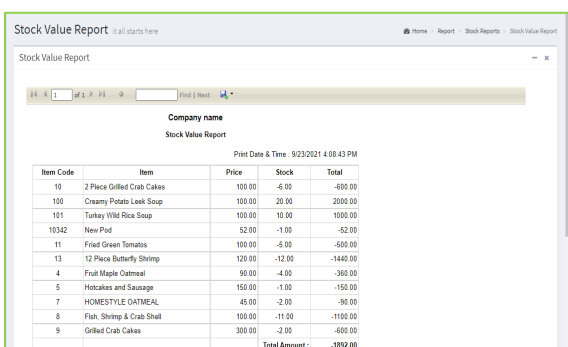 Stock Value Report it all starts here
Home > Report > Stock Reports > Stock Value Report
Stock Value Report
1 of 1 Find | Next
Company name
Stock Value Report
Print Date & Time : 9/23/2021 4:08:43 PM
Item Code Item Price Stock Total
10 2 Piece Grilled Crab Cakes 100.00 -6.00 -600.00
100 Creamy Potato Leek Soup 100.00 20.00 2000.00
101 Turkey Wild Rice Soup 100.00 10.00 1000.00
10342 New Pod 52.00 -1.00 -52.00
11 Fried Green Tomatos 100.00 -5.00 -500.00
13 12 Piece Butterfly Shrimp 120.00 -12.00 -1440.00
4 Fruit Maple Oatmeal 90.00 -4.00 -360.00
5 Hotcakes and Sausage 150.00 -1.00 -150.00
7 HOMESTYLE OATMEAL 45.00 -2.00 -90.00
8 Fish, Shrimp & Crab Shell 100.00 -11.00 -1100.00
9 Grilled Crab Cakes 300.00 -2.00 -600.00
Total Amount : -1892.00